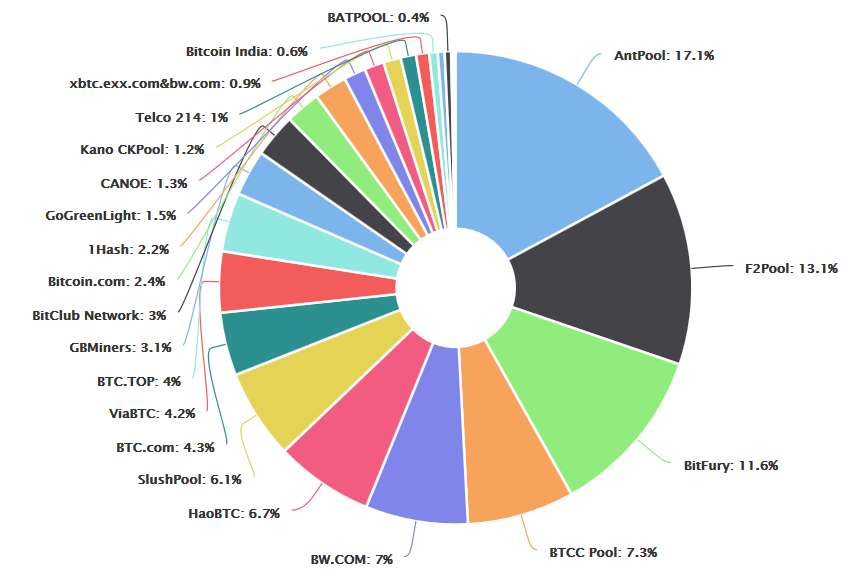 BATPOOL: 0.4%
Bitcoin India: 0.6%
xbtc.exx.com&bw.com: 0.9%
Telco 214: 1%
Kano CKPool: 1.2%
CANOE: 1.3%
GoGreenLight: 1.5%
1Hash: 2.2%
Bitcoin.com: 2.4%
BitClub Network: 3%
GBMiners: 3.1%
BTC.TOP: 4%
ViaBTC: 4.2%
BTC.com: 4.3%
SlushPool: 6.1%
HaoBTC: 6.7%
BW.COM: 7%
AntPool: 17.1%
F2Pool: 13.1%
BitFury: 11.6%
BTCC Pool: 7.3%